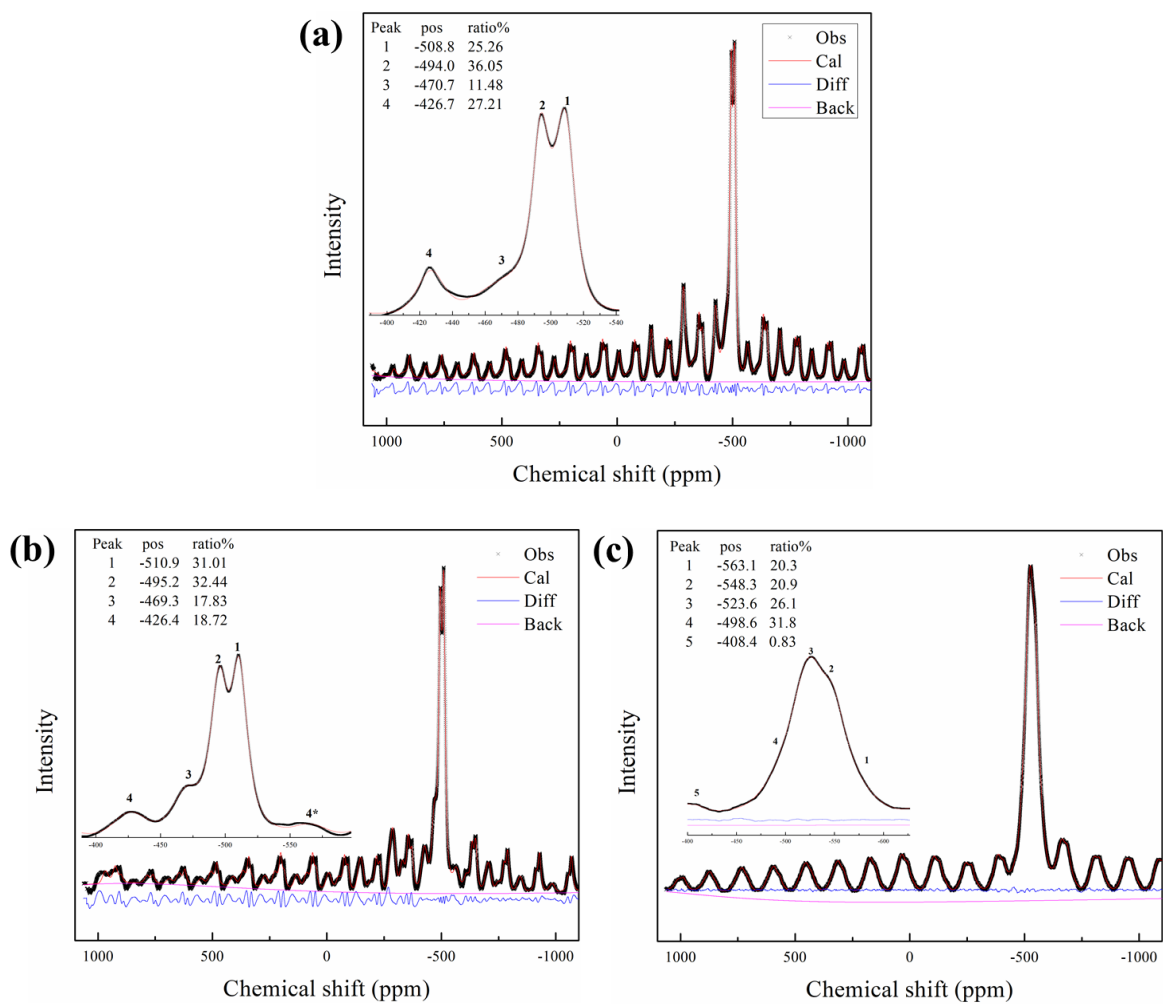 (a)
Peak pos ratio%
1 -508.8 25.26
2 -494.0 36.05
3 -470.7 11.48
4 -426.7 27.21
Obs
Cal
Diff
Back
2 1
4 3
-400 -420 -440 -460 -480 -500 -520 -540
Intensity
1000 500 0 -500 -1000
Chemical shift (ppm)
(b)
Peak pos ratio%
1 -510.9 31.01
2 -495.2 32.44
3 -469.3 17.83
4 -426.4 18.72
Obs
Cal
Diff
Back
2 1
3
4 4*
-400 -450 -500 -550
Intensity
1000 500 0 -500 -1000
Chemical shift (ppm)
(c)
Peak pos ratio%
1 -563.1 20.3
2 -548.3 20.9
3 -523.6 26.1
4 -498.6 31.8
5 -408.4 0.83
Obs
Cal
Diff
Back
3
2
4
1
5
-400 -450 -500 -550 -600
Intensity
1000 500 0 -500 -1000
Chemical shift (ppm)